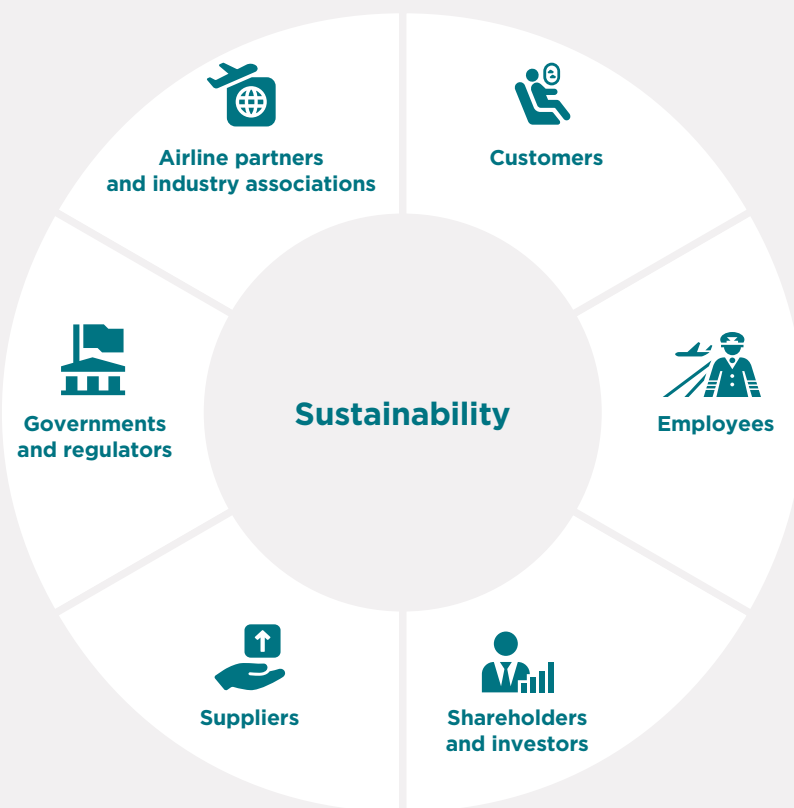 Airline partners
and industry associations
Customers
Governments
and regulators
Sustainability
Employees
Suppliers
Shareholders
and investors